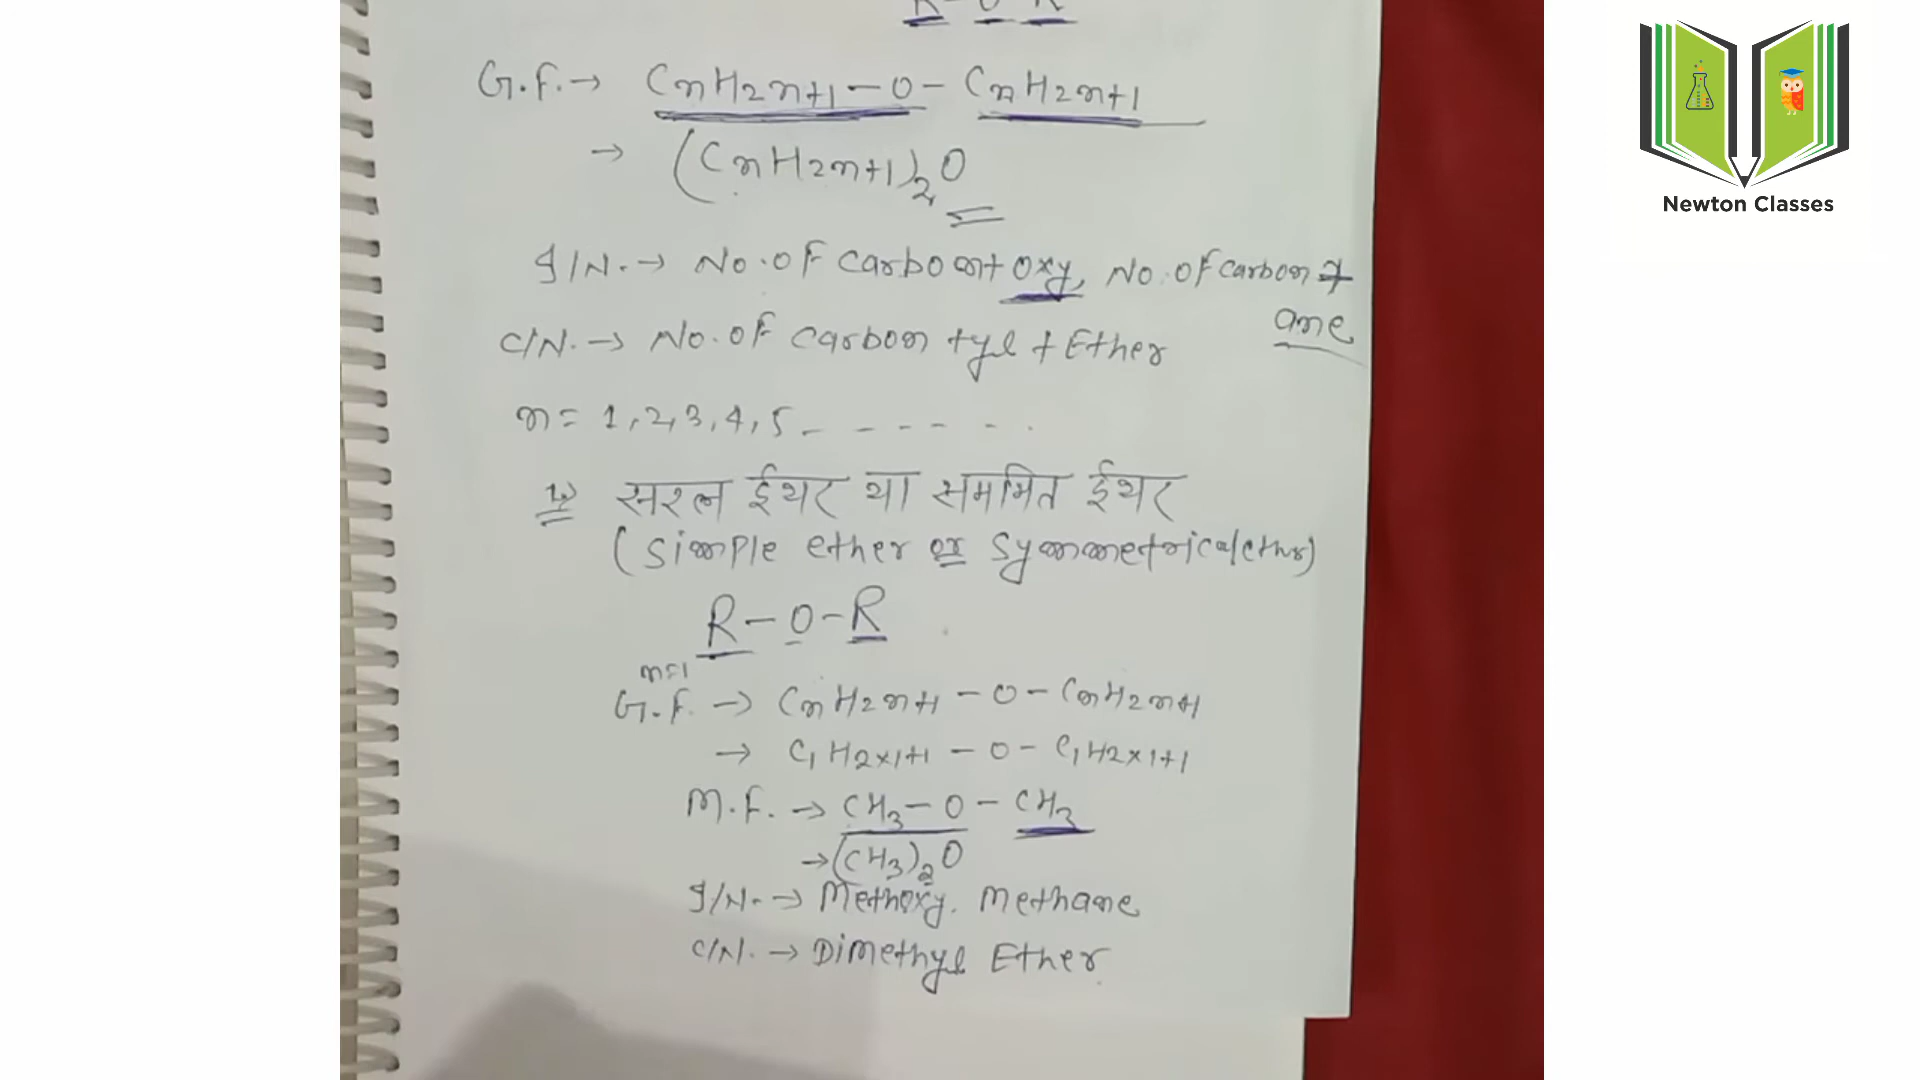 R-O-R
G.F. → CnH2n+1 - O - CnH2n+1
→ (CnH2n+1)2O
I/N. → No. of Carbon + oxy, No. of carbon +
ane
C/N. → No. of Carbon + yl + Ether
n = 1, 2, 3, 4, 5 - - - - - -
1) सरल ईथर या सममित ईथर
(Simple ether or Symmetrical ether)
R - O - R
n=1
G.F. → CnH2n+1 - O - CnH2n+1
→ C1H2×1+1 - O - C1H2×1+1
M.F. → CH3 - O - CH3
→ (CH3)2O
I/N. → Methoxy. Methane
C/N. → Dimethyl Ether.
Newton Classes